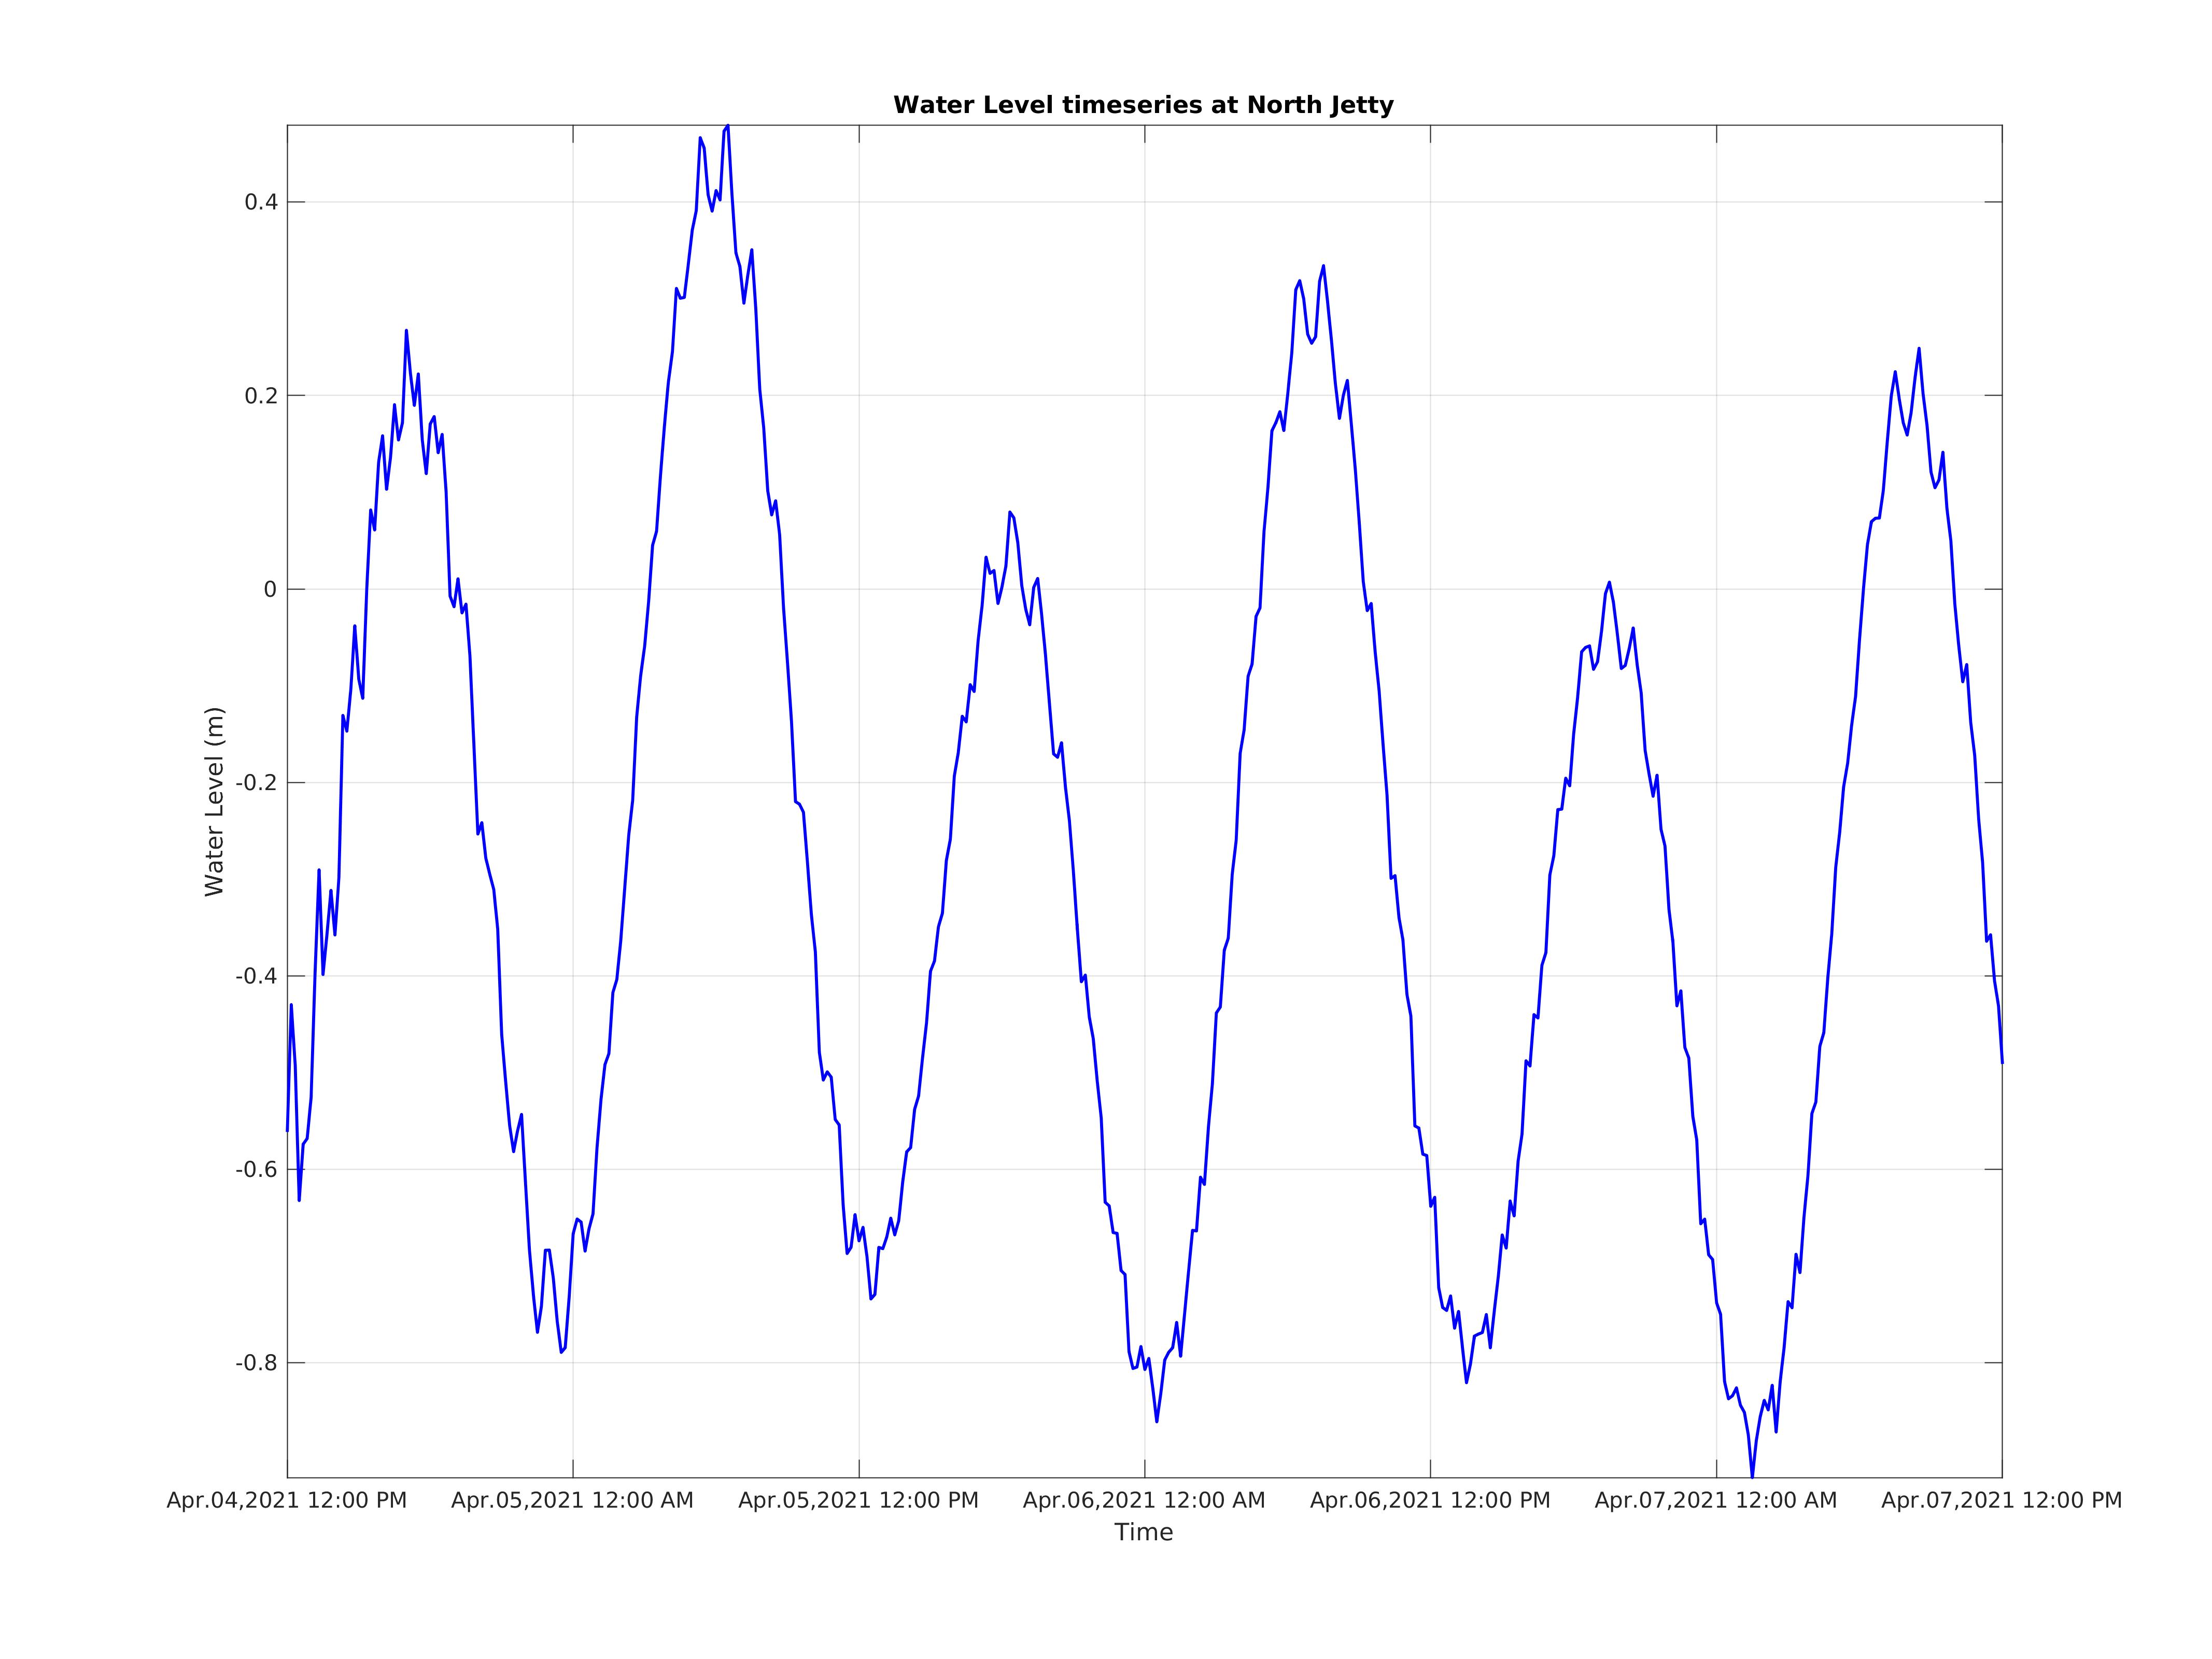 Water Level timeseries at North Jetty
0.4
0.2
0
-0.2
-0.4
-0.6
-0.8
Water Level (m)
Apr.04,2021 12:00 PM Apr.05,2021 12:00 AM Apr.05,2021 12:00 PM Apr.06,2021 12:00 AM Apr.06,2021 12:00 PM Apr.07,2021 12:00 AM Apr.07,2021 12:00 PM
Time